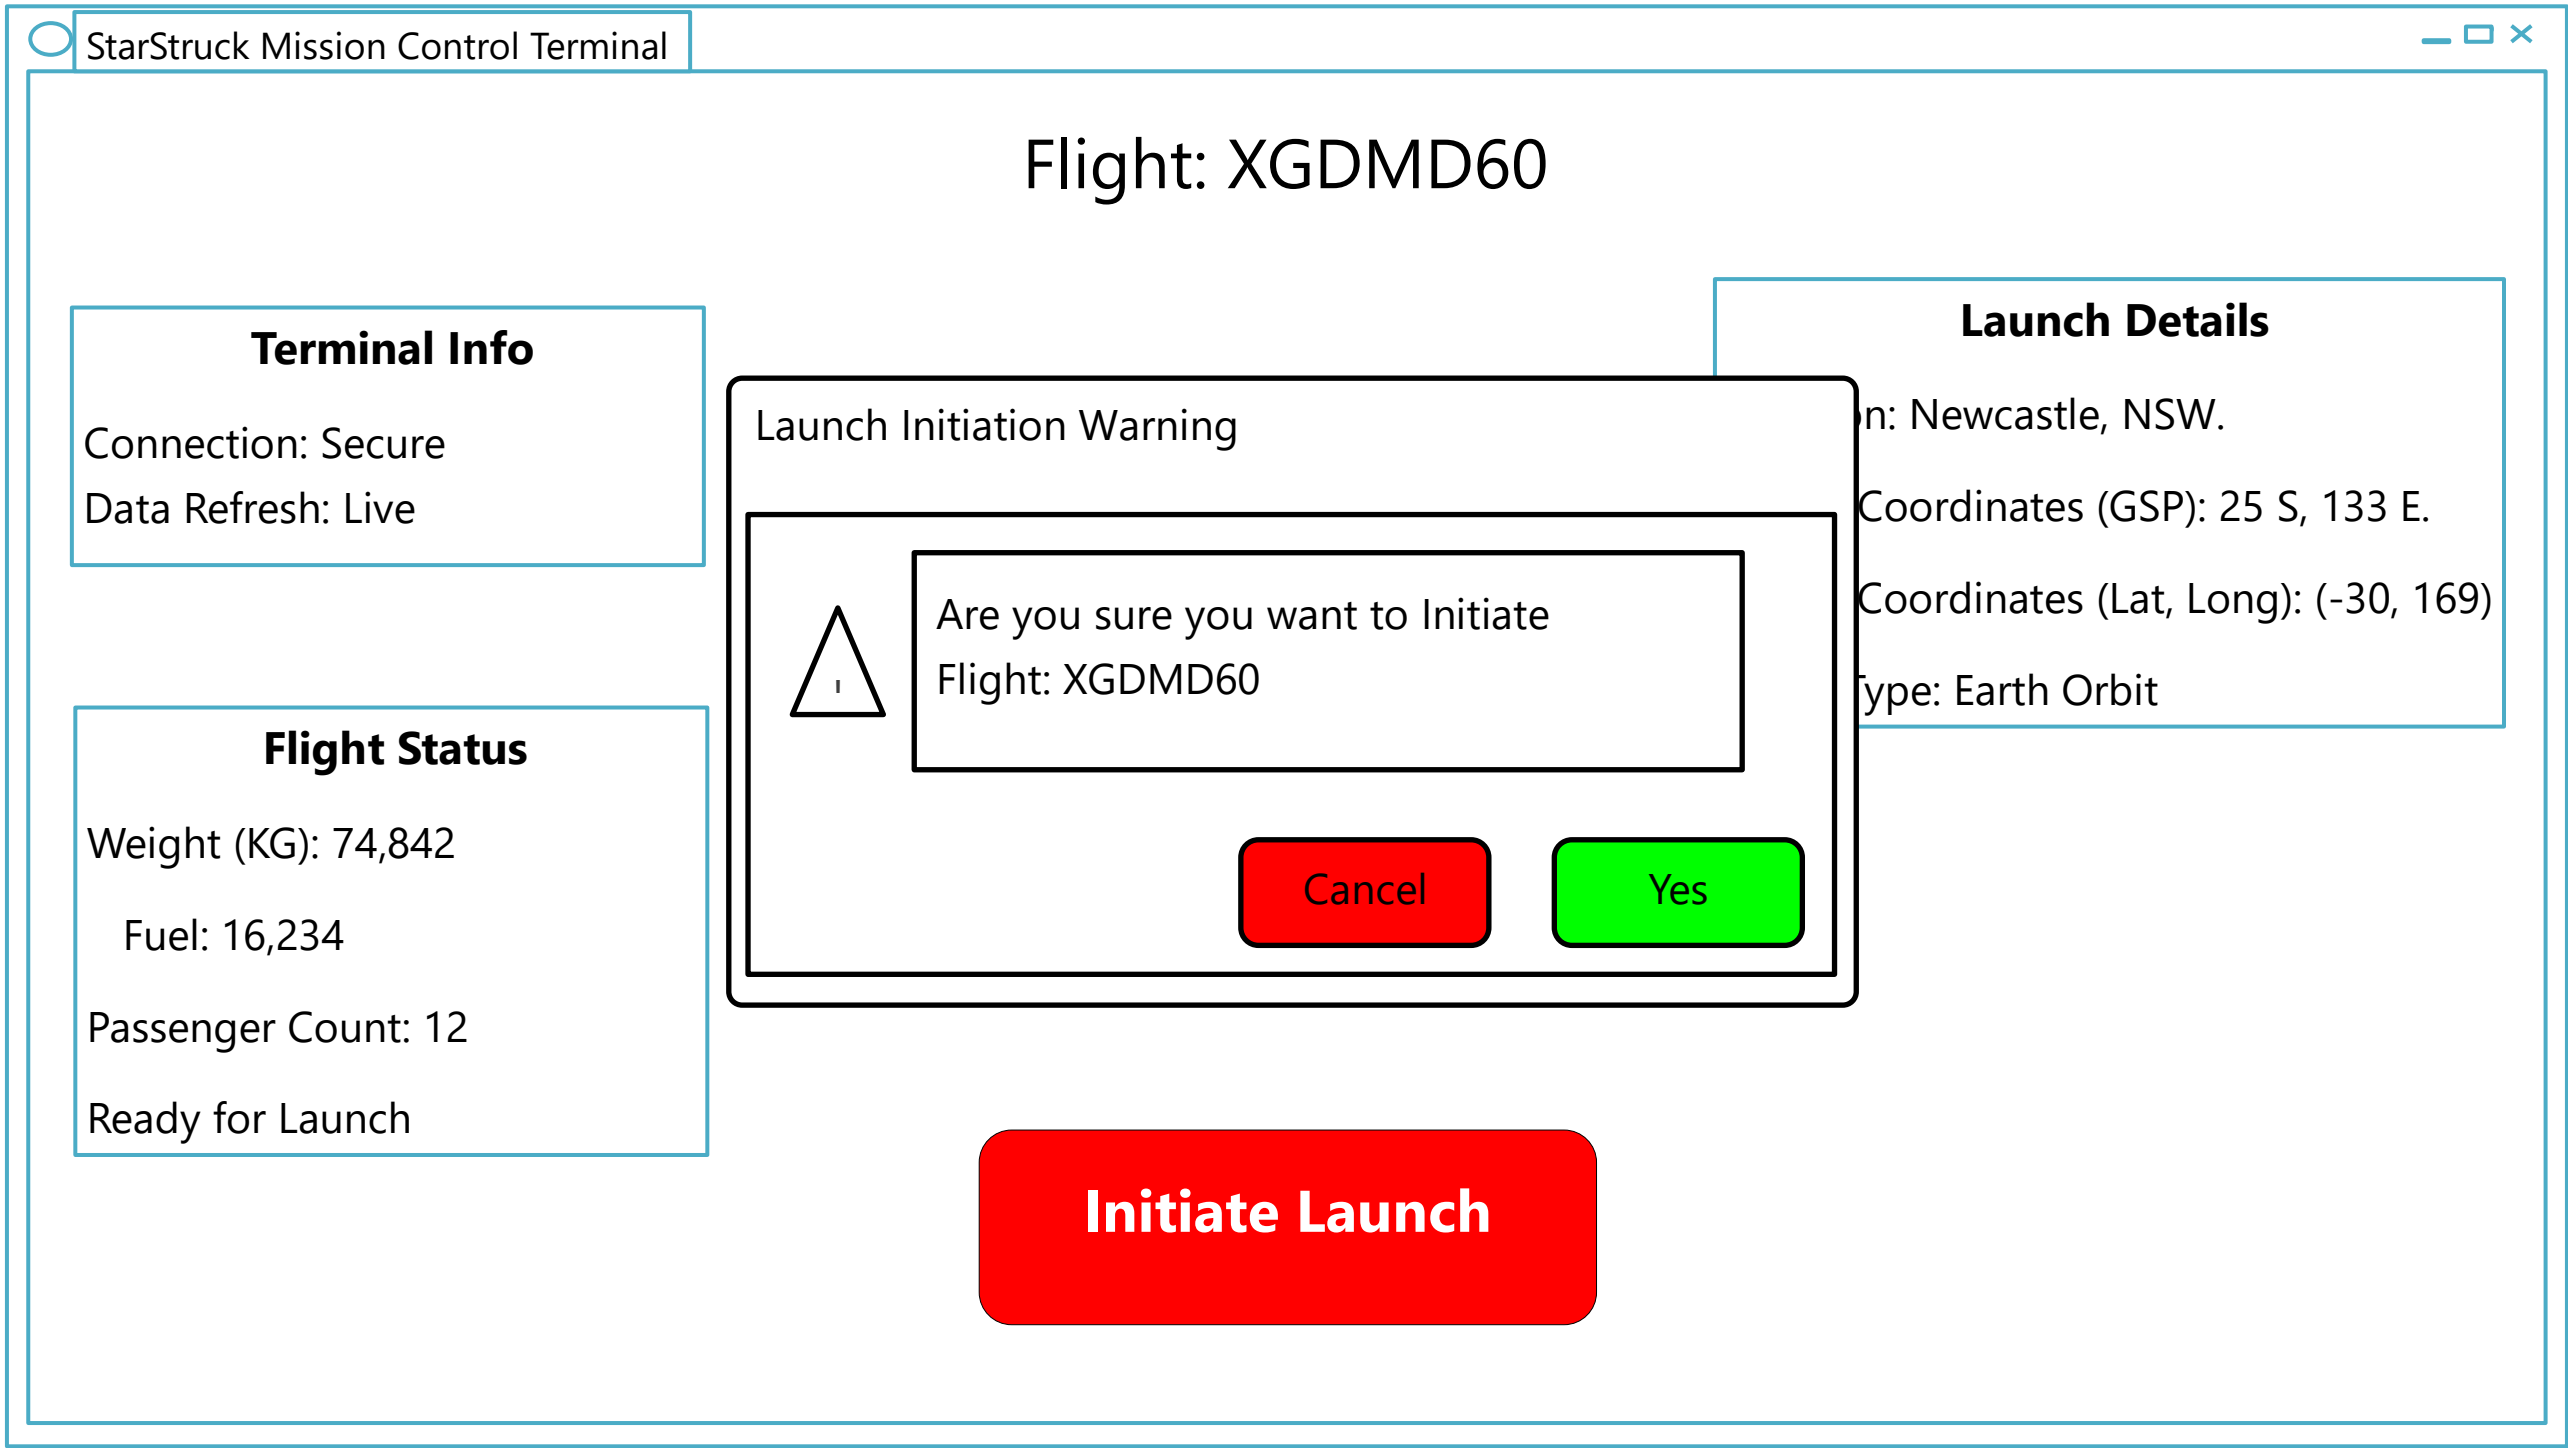 StarStruck Mission Control Terminal
Flight: XGDMD60
Terminal Info
Connection: Secure
Data Refresh: Live
Flight Status
Weight (KG): 74,842
Fuel: 16,234
Passenger Count: 12
Ready for Launch
Launch Initiation Warning
Are you sure you want to Initiate
Flight: XGDMD60
Cancel
Yes
Launch Details
Newcastle, NSW.
Coordinates (GSP): 25 S, 133 E.
Coordinates (Lat, Long): (-30, 169)
Earth Orbit
Initiate Launch